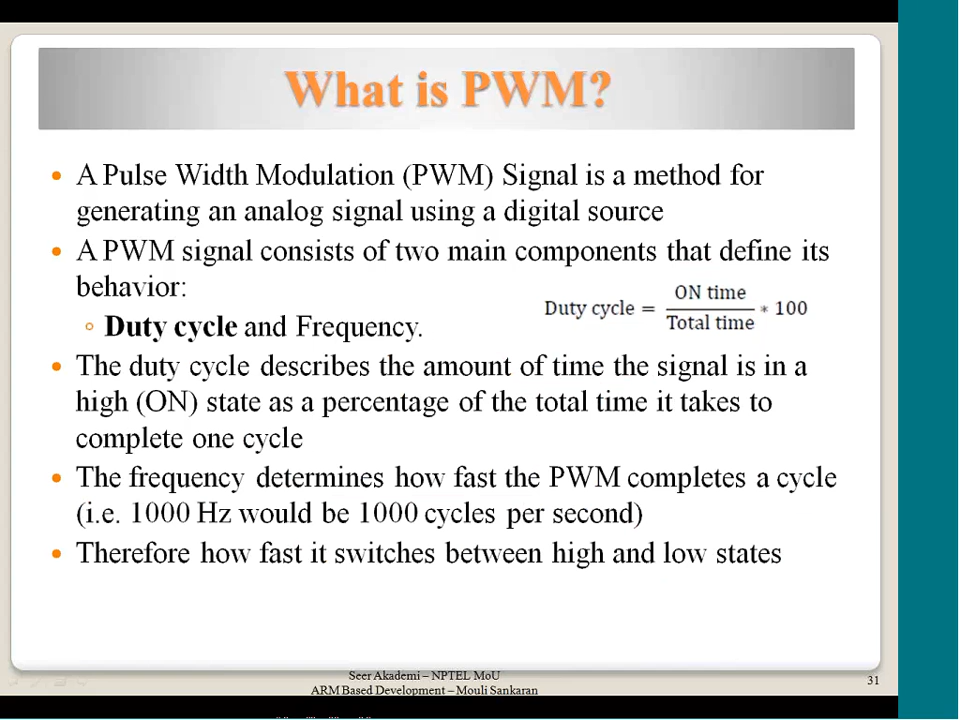 What is PWM?
• A Pulse Width Modulation (PWM) Signal is a method for
generating an analog signal using a digital source
• A PWM signal consists of two main components that define its
behavior:
◦ Duty cycle and Frequency.
Duty cycle = ON time / Total time * 100
• The duty cycle describes the amount of time the signal is in a
high (ON) state as a percentage of the total time it takes to
complete one cycle
• The frequency determines how fast the PWM completes a cycle
(i.e. 1000 Hz would be 1000 cycles per second)
• Therefore how fast it switches between high and low states
Seer Akademi – NPTEL MoU
ARM Based Development – Mouli Sankaran
31